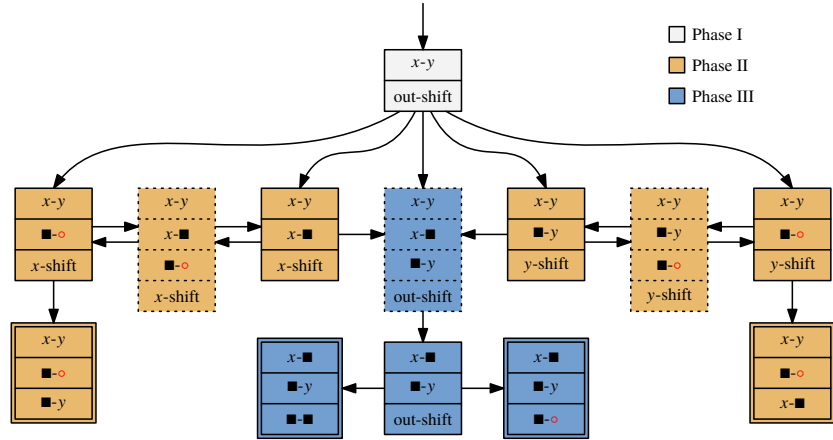 x-y
out-shift
Phase I
Phase II
Phase III
x-y
■-○
x-shift
x-y
x-■
■-○
x-shift
x-y
x-■
x-shift
x-y
x-■
■-y
out-shift
x-y
■-y
y-shift
x-y
■-y
■-○
y-shift
x-y
■-○
y-shift
x-y
■-○
■-y
x-■
■-y
■-■
x-■
■-y
out-shift
x-■
■-y
■-○
x-y
■-○
x-■